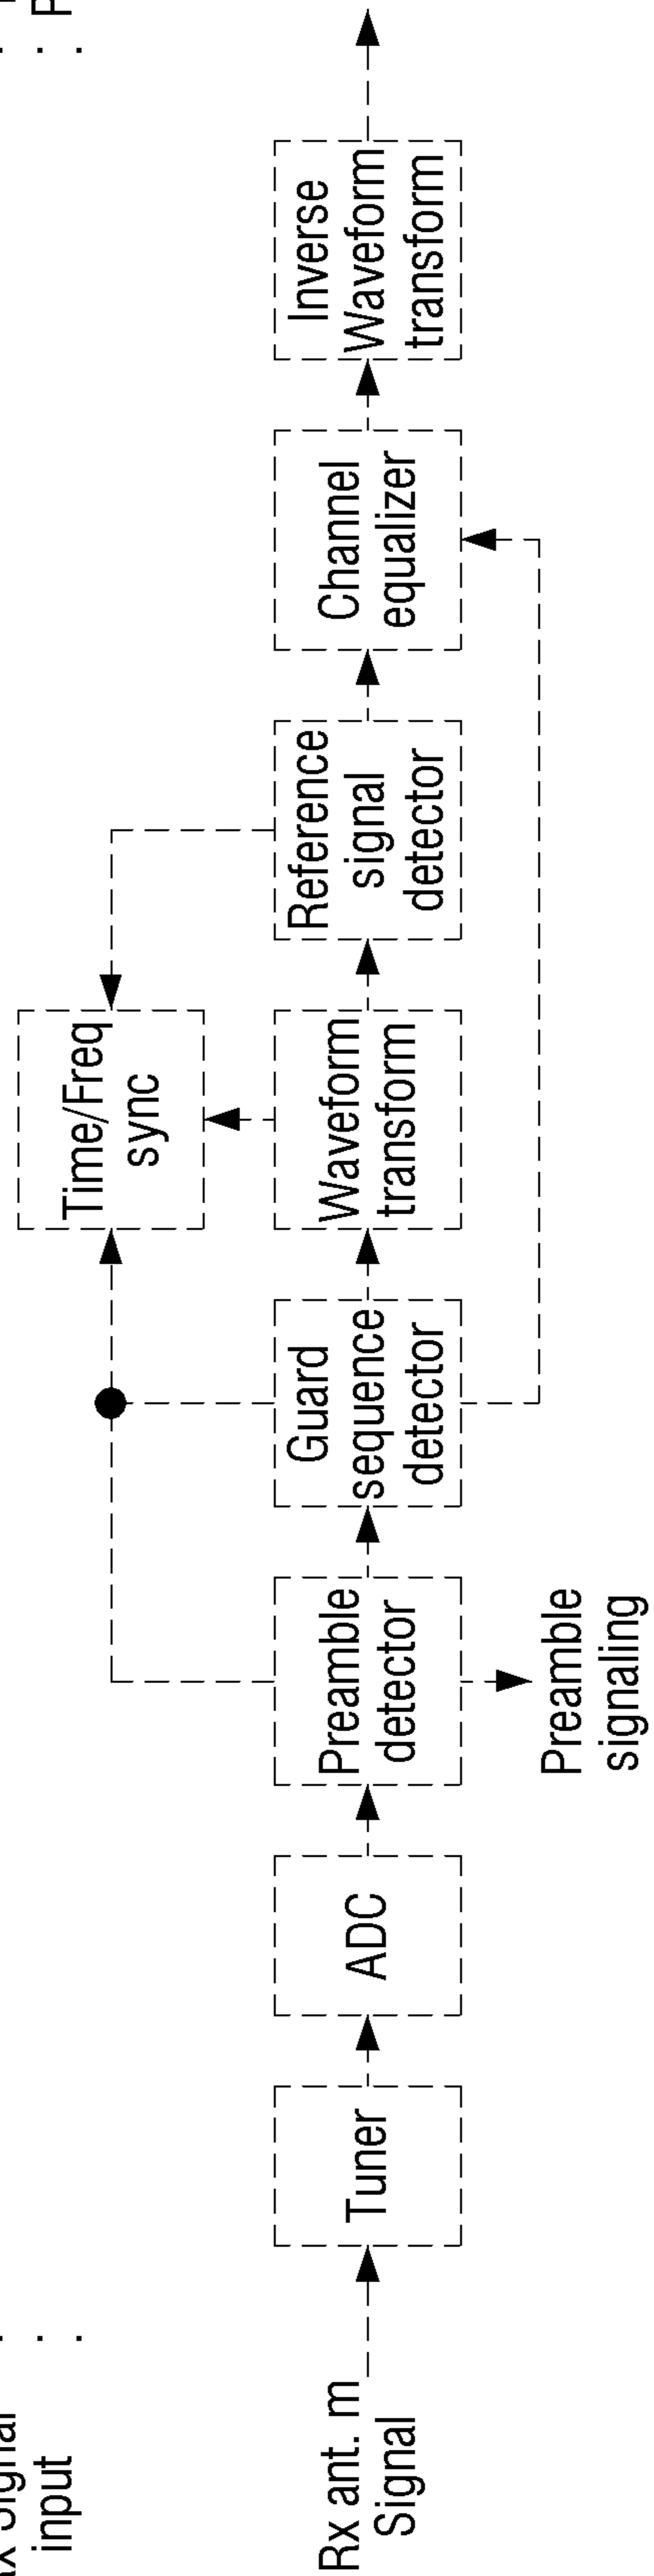 input
Rx ant. m
Signal
Tuner
ADC
Preamble
detector
Preamble
signaling
Guard
sequence
detector
Time/Freq
sync
Waveform
transform
Reference
signal
detector
Channel
equalizer
Inverse
Waveform
transform